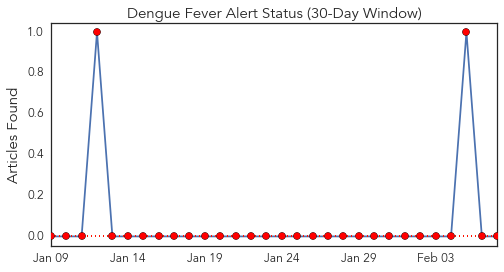 Dengue Fever Alert Status (30-Day Window)
Articles Found
1.0
0.8
0.6
0.4
0.2
0.0
Jan 09 Jan 14 Jan 19 Jan 24 Jan 29 Feb 03